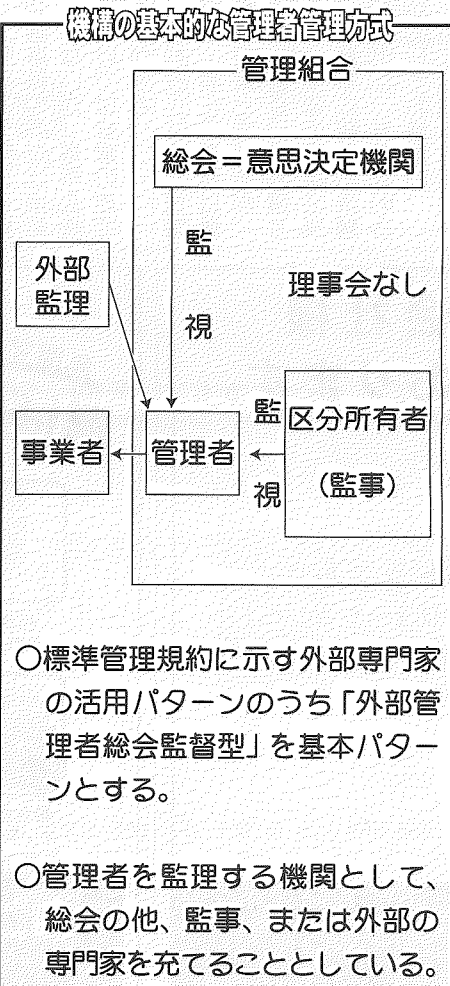 機構の基本的な管理者管理方式
管理組合
総会＝意思決定機関
監
視
外部
監理
理事会なし
事業者
管理者
監
視
区分所有者
（監事）
○標準管理規約に示す外部専門家
の活用パターンのうち「外部管
理者総会監督型」を基本パター
ンとする。
○管理者を監理する機関として、
総会の他、監事、または外部の
専門家を充てることとしている。